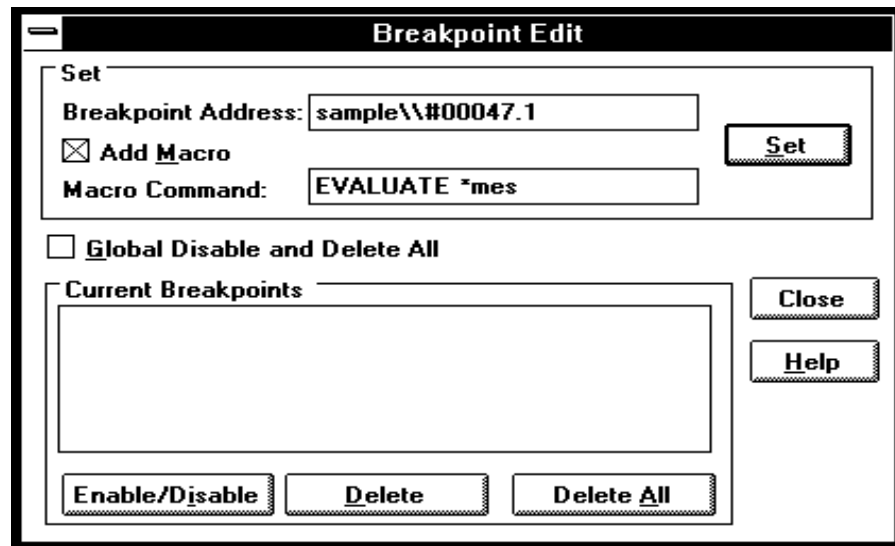 Breakpoint Edit
Set
Breakpoint Address: sample\\#00047.1
Add Macro
Set
Macro Command: EVALUATE *mes
Global Disable and Delete All
Current Breakpoints
Close
Help
Enable/Disable Delete Delete All